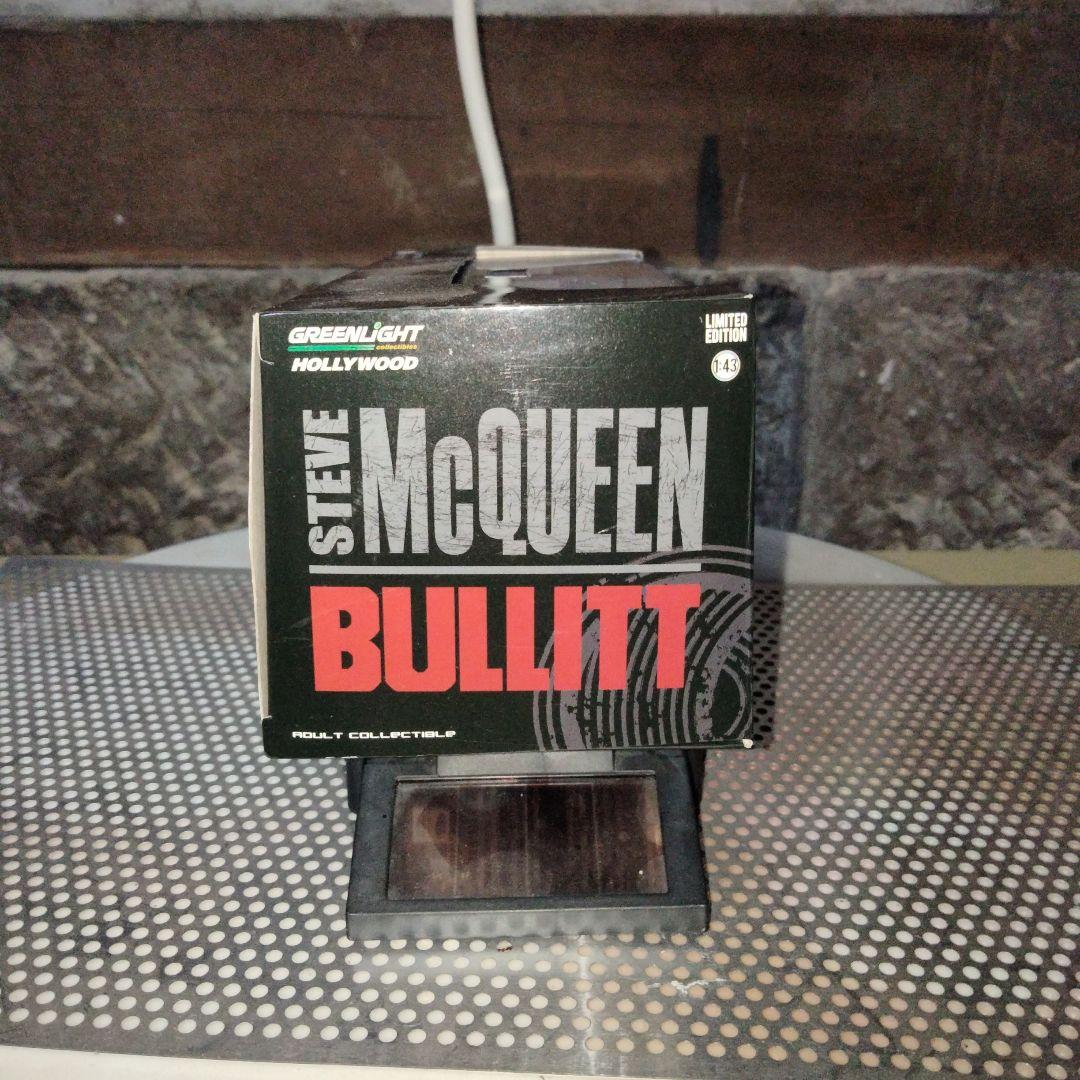 GREENLiGHT
collectibles
HOLLYWOOD
LIMITED
EDITION
1:43
STEVE
McQUEEN
BULLITT
ADULT COLLECTIBLE